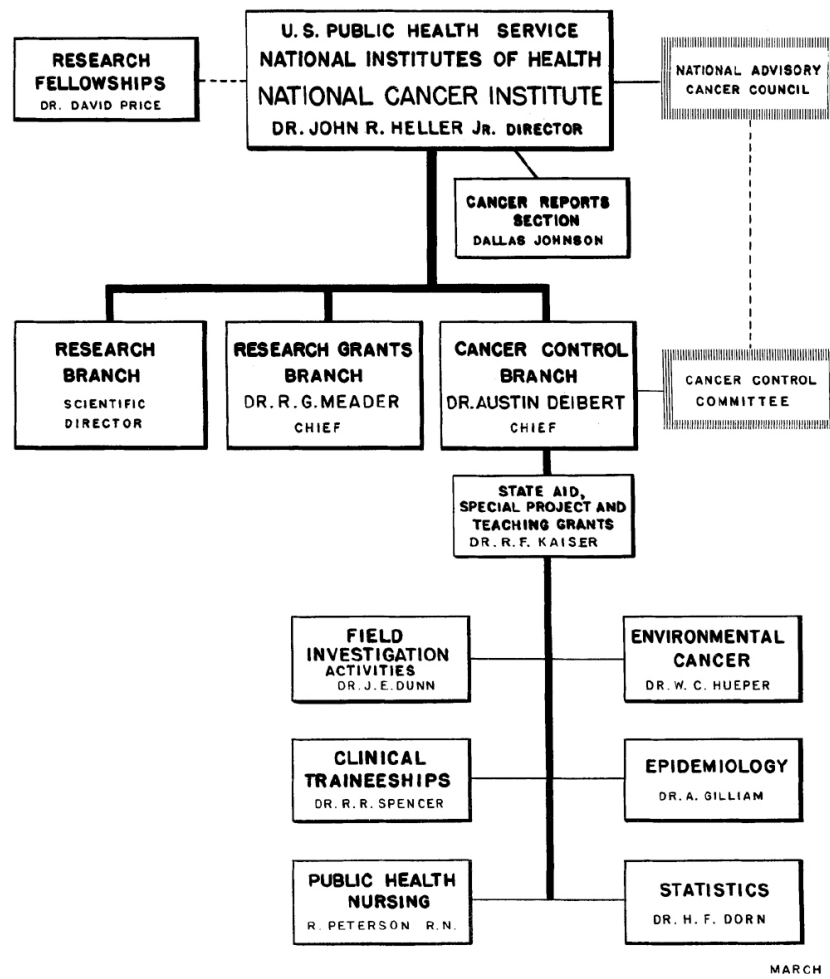 U.S. PUBLIC HEALTH SERVICE
NATIONAL INSTITUTES OF HEALTH
NATIONAL CANCER INSTITUTE
DR. JOHN R. HELLER JR. DIRECTOR
RESEARCH
FELLOWSHIPS
DR. DAVID PRICE
NATIONAL ADVISORY
CANCER COUNCIL
CANCER REPORTS
SECTION
DALLAS JOHNSON
RESEARCH
BRANCH
SCIENTIFIC
DIRECTOR
RESEARCH GRANTS
BRANCH
DR. R. G. MEADER
CHIEF
CANCER CONTROL
BRANCH
DR. AUSTIN DEIBERT
CHIEF
CANCER CONTROL
COMMITTEE
STATE AID,
SPECIAL PROJECT AND
TEACHING GRANTS
DR. R. F. KAISER
FIELD
INVESTIGATION
ACTIVITIES
DR. J. E. DUNN
ENVIRONMENTAL
CANCER
DR. W. C. HUEPER
CLINICAL
TRAINEESHIPS
DR. R. R. SPENCER
EPIDEMIOLOGY
DR. A. GILLIAM
PUBLIC HEALTH
NURSING
R. PETERSON R.N.
STATISTICS
DR. H. F. DORN
MARCH